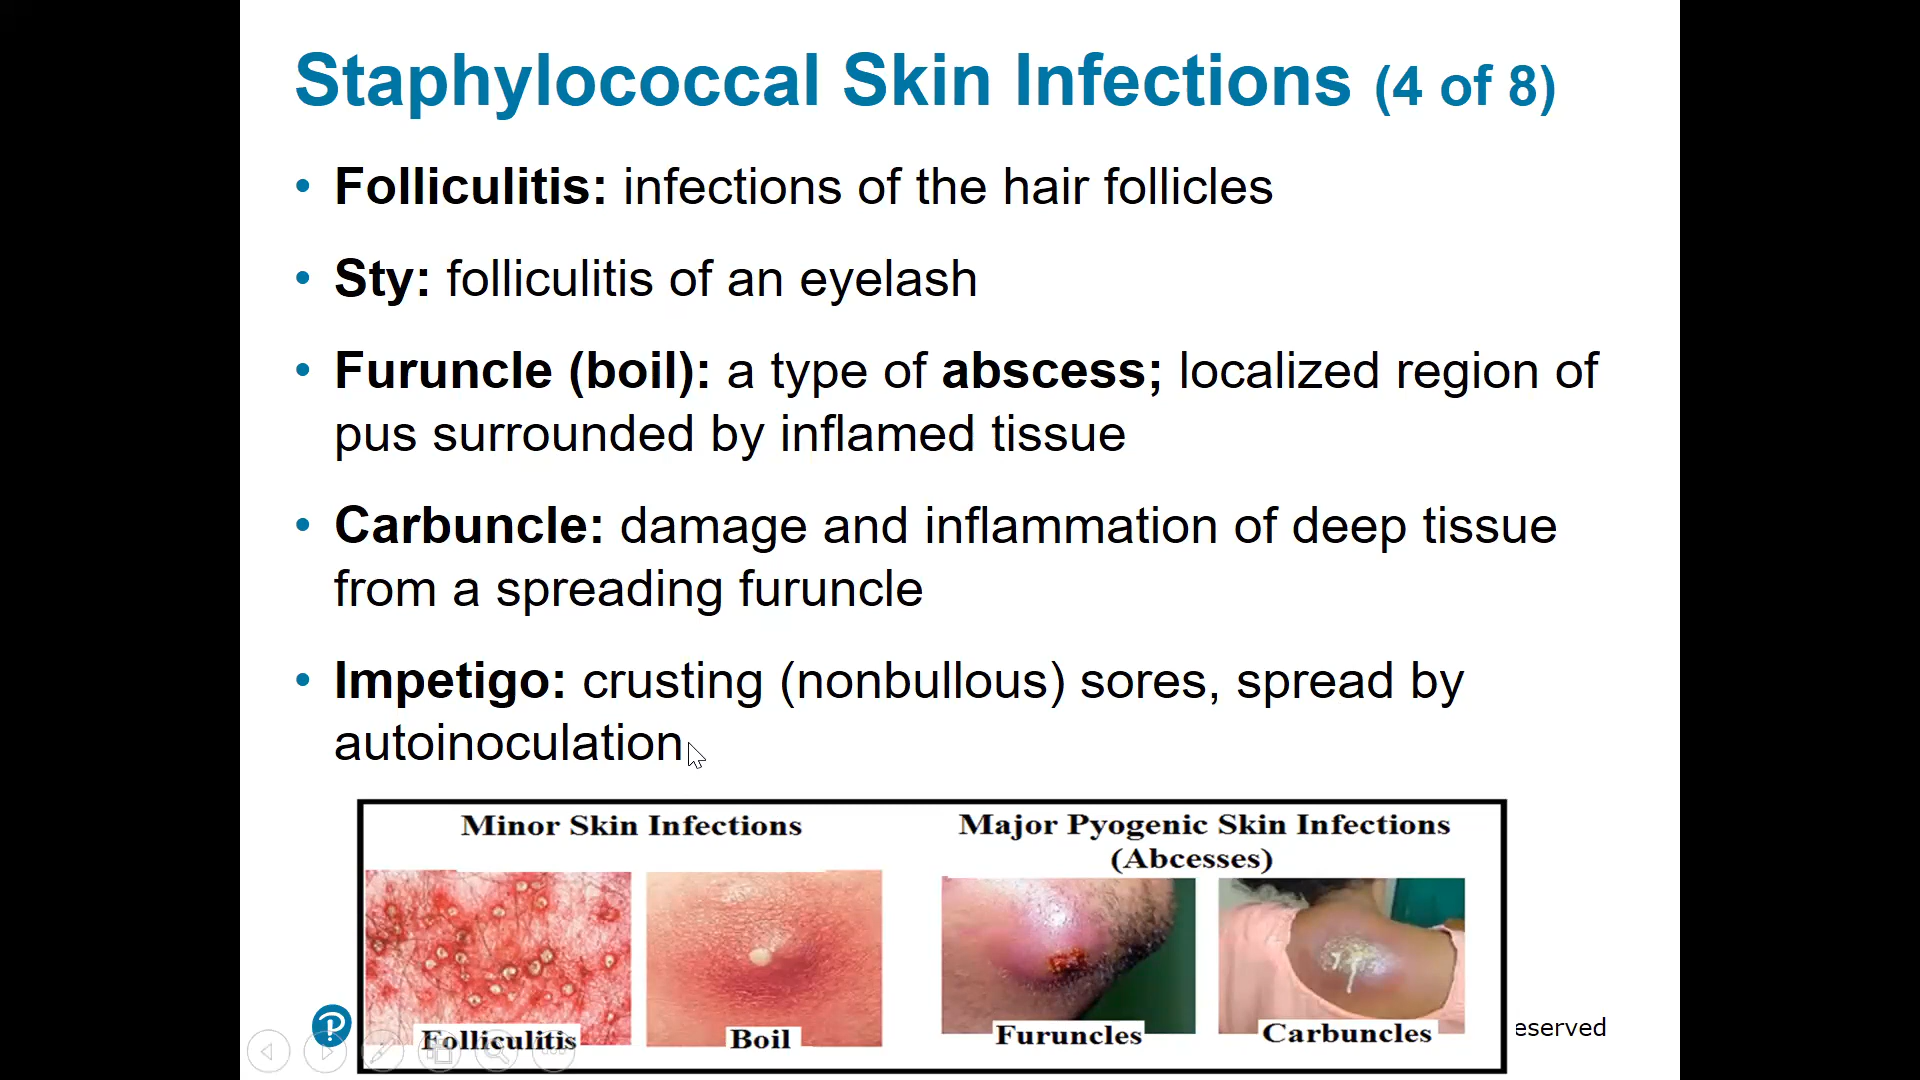 Staphylococcal Skin Infections (4 of 8)
• Folliculitis: infections of the hair follicles
• Sty: folliculitis of an eyelash
• Furuncle (boil): a type of abscess; localized region of
pus surrounded by inflamed tissue
• Carbuncle: damage and inflammation of deep tissue
from a spreading furuncle
• Impetigo: crusting (nonbullous) sores, spread by
autoinoculation
Minor Skin Infections
Major Pyogenic Skin Infections
(Abcesses)
Folliculitis
Boil
Furuncles
Carbuncles
eserved